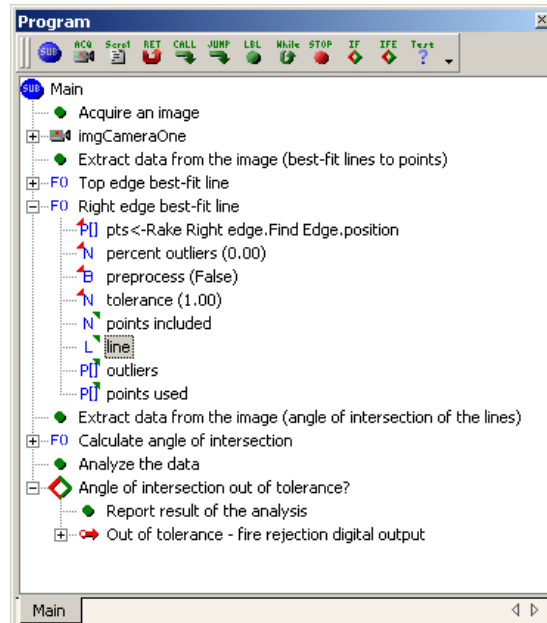 Program
ACQ Script RET CALL JUMP LBL While STOP IF IFE Test
SUB ?
SUB Main
Acquire an image
imgCameraOne
Extract data from the image (best-fit lines to points)
F() Top edge best-fit line
F() Right edge best-fit line
P[] pts<-Rake Right edge.Find Edge.position
N percent outliers (0.00)
B preprocess (False)
N tolerance (1.00)
N points included
L line
P[] outliers
P[] points used
Extract data from the image (angle of intersection of the lines)
F() Calculate angle of intersection
Analyze the data
Angle of intersection out of tolerance?
Report result of the analysis
Out of tolerance - fire rejection digital output
Main